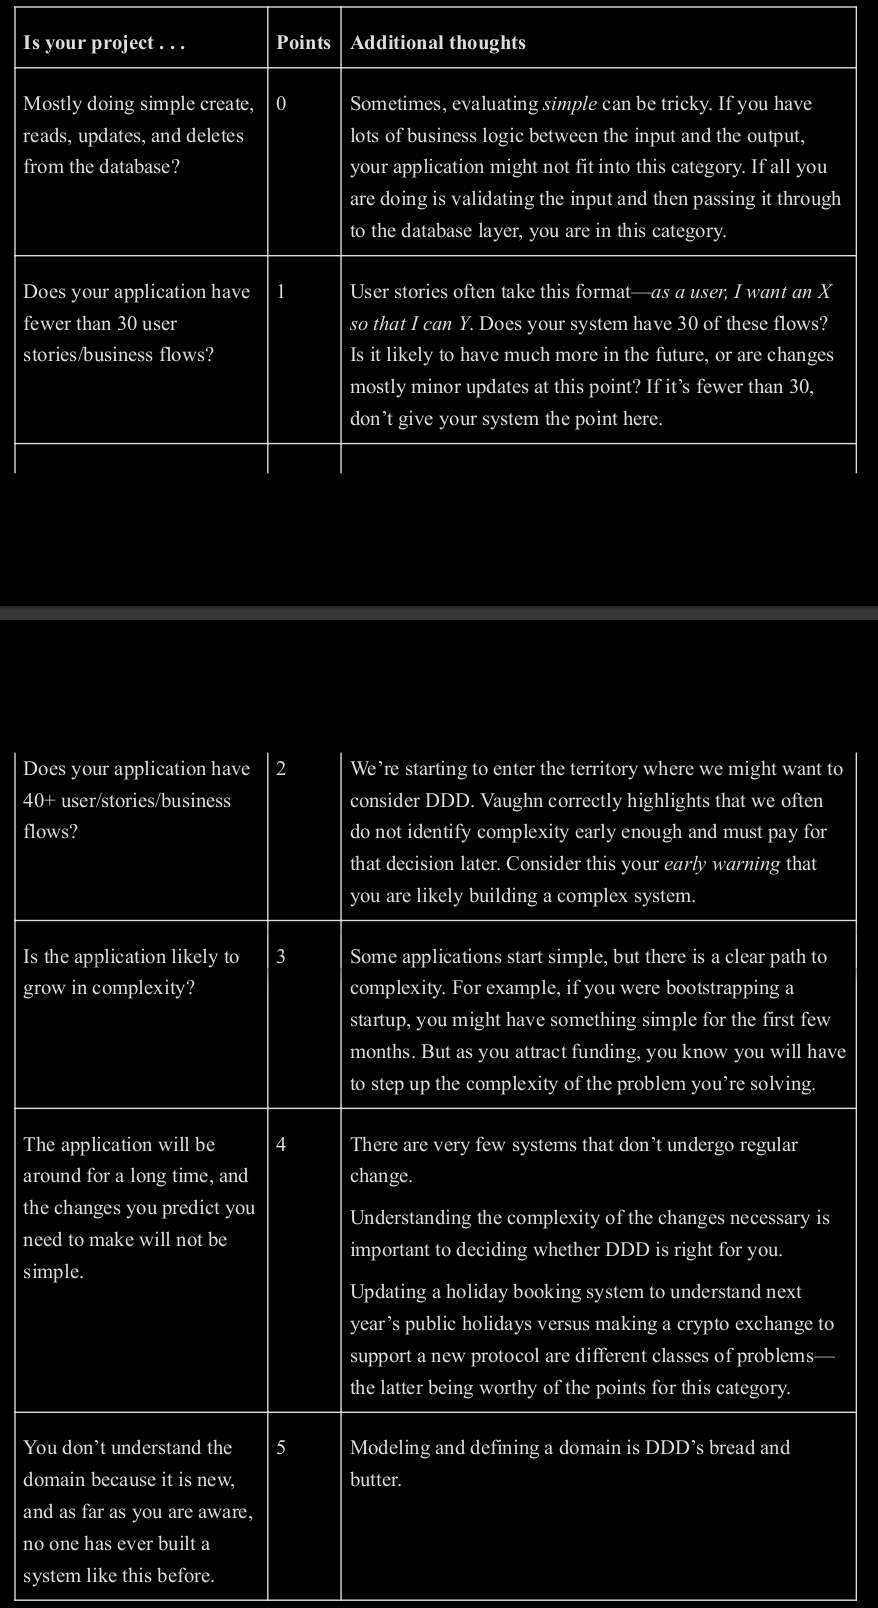 Is your project . . .
Points
Additional thoughts
Mostly doing simple create,
reads, updates, and deletes
from the database?
0
Sometimes, evaluating simple can be tricky. If you have
lots of business logic between the input and the output,
your application might not fit into this category. If all you
are doing is validating the input and then passing it through
to the database layer, you are in this category.
Does your application have
fewer than 30 user
stories/business flows?
1
User stories often take this format—as a user, I want an X
so that I can Y. Does your system have 30 of these flows?
Is it likely to have much more in the future, or are changes
mostly minor updates at this point? If it’s fewer than 30,
don’t give your system the point here.
Does your application have
40+ user/stories/business
flows?
2
We’re starting to enter the territory where we might want to
consider DDD. Vaughn correctly highlights that we often
do not identify complexity early enough and must pay for
that decision later. Consider this your early warning that
you are likely building a complex system.
Is the application likely to
grow in complexity?
3
Some applications start simple, but there is a clear path to
complexity. For example, if you were bootstrapping a
startup, you might have something simple for the first few
months. But as you attract funding, you know you will have
to step up the complexity of the problem you’re solving.
The application will be
around for a long time, and
the changes you predict you
need to make will not be
simple.
4
There are very few systems that don’t undergo regular
change.
Understanding the complexity of the changes necessary is
important to deciding whether DDD is right for you.
Updating a holiday booking system to understand next
year’s public holidays versus making a crypto exchange to
support a new protocol are different classes of problems—
the latter being worthy of the points for this category.
You don’t understand the
domain because it is new,
and as far as you are aware,
no one has ever built a
system like this before.
5
Modeling and defining a domain is DDD’s bread and
butter.